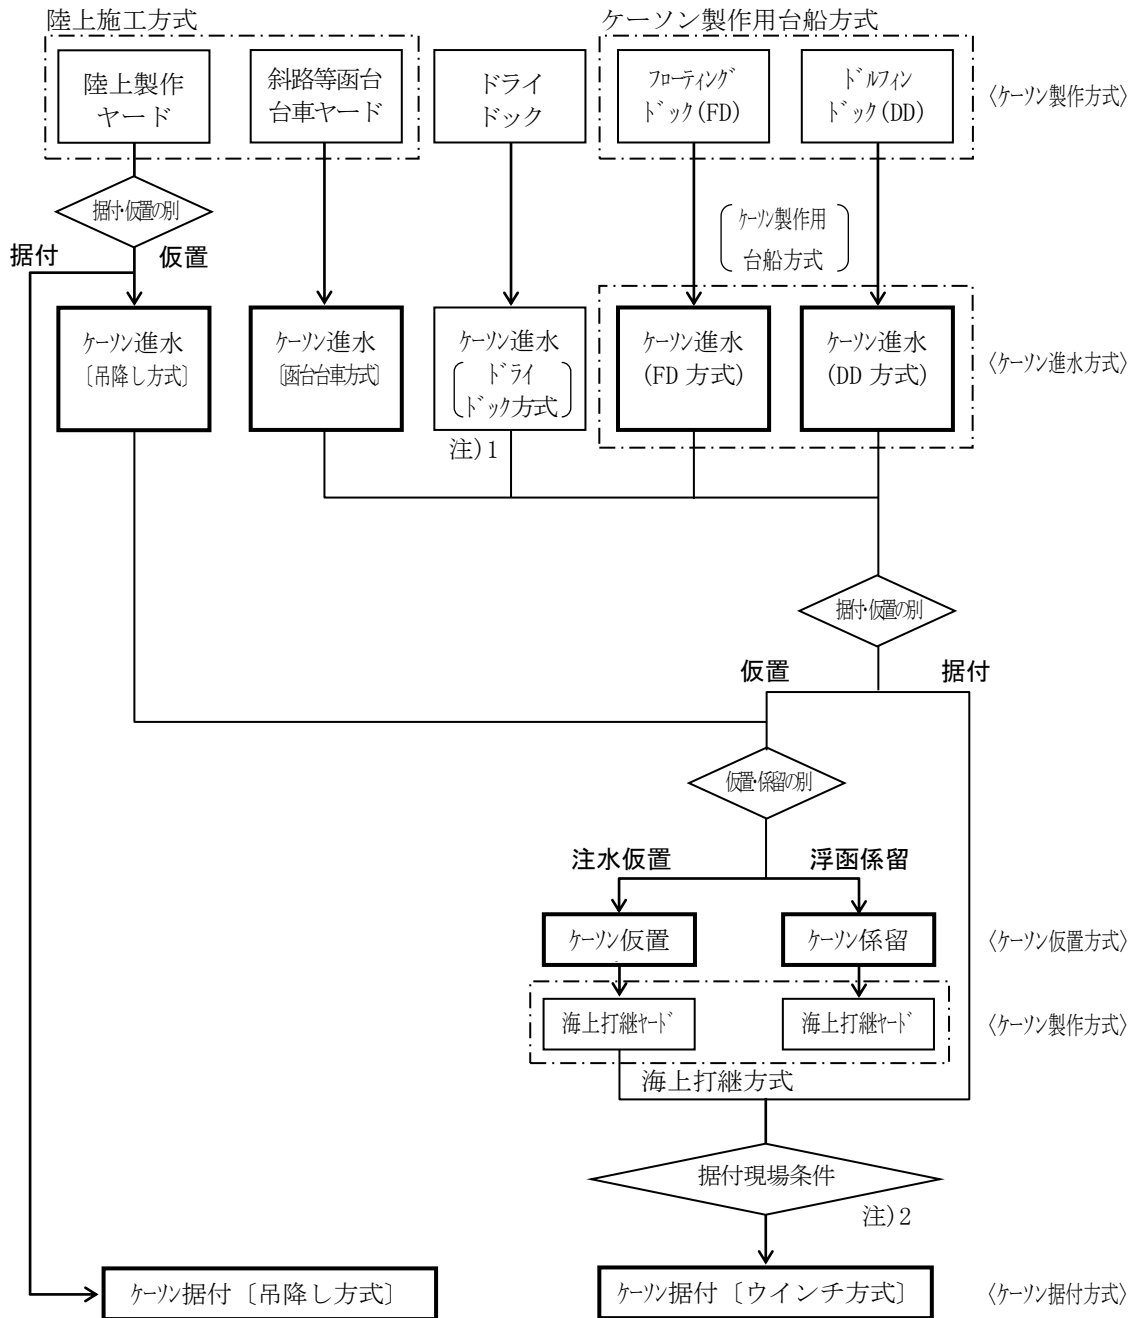 陸上施工方式
ケーソン製作用台船方式
陸上製作
ヤード
斜路等函台
台車ヤード
ドライ
ドック
フローティング
ドック(FD)
ドルフィン
ドック(DD)
〈ケーソン製作方式〉
据付・仮置の別
ケーソン製作用
台船方式
据付
仮置
ケーソン進水
〔吊降し方式〕
ケーソン進水
〔函台台車方式〕
ケーソン進水
ドライ
ドック方式
ケーソン進水
(FD 方式)
ケーソン進水
(DD 方式)
〈ケーソン進水方式〉
注)1
据付・仮置の別
仮置
据付
仮置・係留の別
注水仮置
浮函係留
ケーソン仮置
ケーソン係留
〈ケーソン仮置方式〉
海上打継ヤード
海上打継ヤード
〈ケーソン製作方式〉
海上打継方式
据付現場条件
注)2
ケーソン据付〔吊降し方式〕
ケーソン据付〔ウインチ方式〕
〈ケーソン据付方式〉